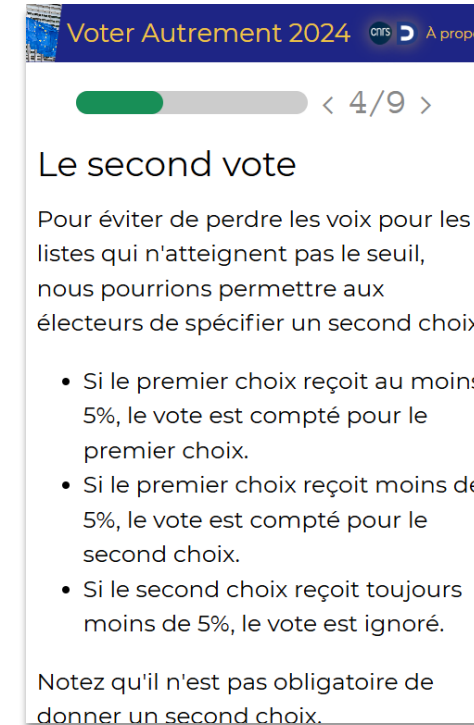 Voter Autrement 2024 cnrs À prop
< 4/9 >
Le second vote
Pour éviter de perdre les voix pour les
listes qui n'atteignent pas le seuil,
nous pourrions permettre aux
électeurs de spécifier un second choix
• Si le premier choix reçoit au moins
5%, le vote est compté pour le
premier choix.
• Si le premier choix reçoit moins de
5%, le vote est compté pour le
second choix.
• Si le second choix reçoit toujours
moins de 5%, le vote est ignoré.
Notez qu'il n'est pas obligatoire de
donner un second choix.